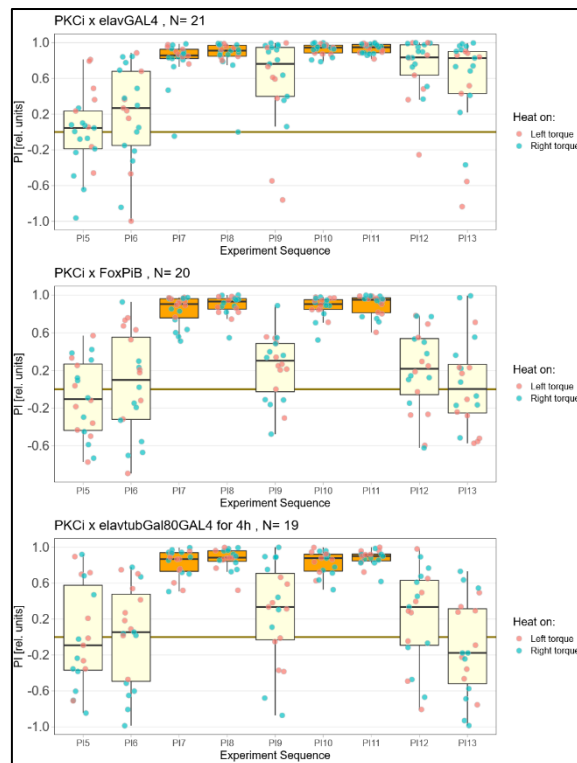 PKCi x elavGAL4 , N= 21
PI [rel. units]
1.0
0.6
0.2
-0.2
-0.6
-1.0
PI5 PI6 PI7 PI8 PI9 PI10 PI11 PI12 PI13
Experiment Sequence
Heat on:
Left torque
Right torque
PKCi x FoxPiB , N= 20
PI [rel. units]
1.0
0.6
0.2
-0.2
-0.6
PI5 PI6 PI7 PI8 PI9 PI10 PI11 PI12 PI13
Experiment Sequence
Heat on:
Left torque
Right torque
PKCi x elavtubGal80GAL4 for 4h , N= 19
PI [rel. units]
1.0
0.6
0.2
-0.2
-0.6
-1.0
PI5 PI6 PI7 PI8 PI9 PI10 PI11 PI12 PI13
Experiment Sequence
Heat on:
Left torque
Right torque